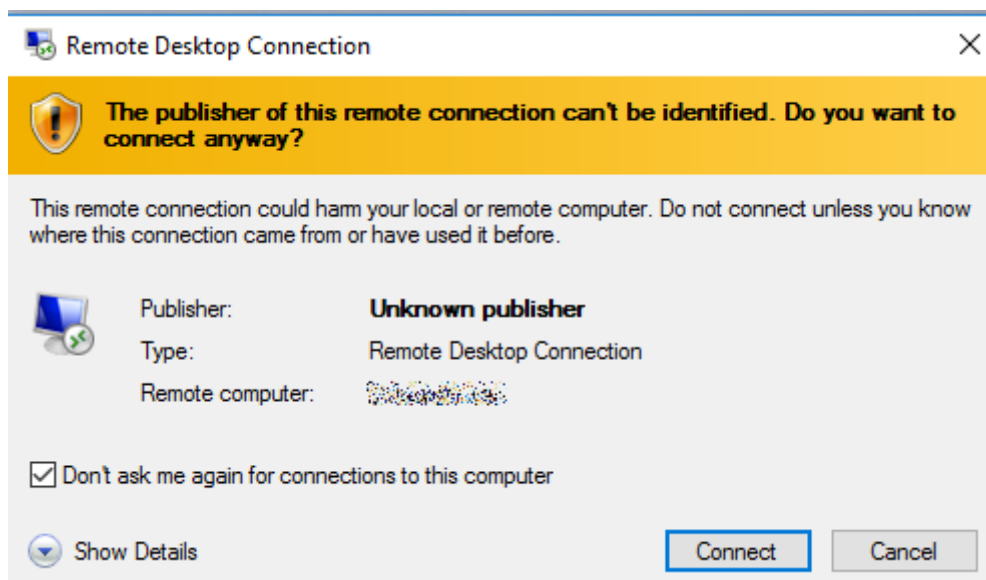 Remote Desktop Connection
The publisher of this remote connection can't be identified. Do you want to
connect anyway?
This remote connection could harm your local or remote computer. Do not connect unless you know
where this connection came from or have used it before.
Publisher: Unknown publisher
Type: Remote Desktop Connection
Remote computer:
Don't ask me again for connections to this computer
Show Details Connect Cancel